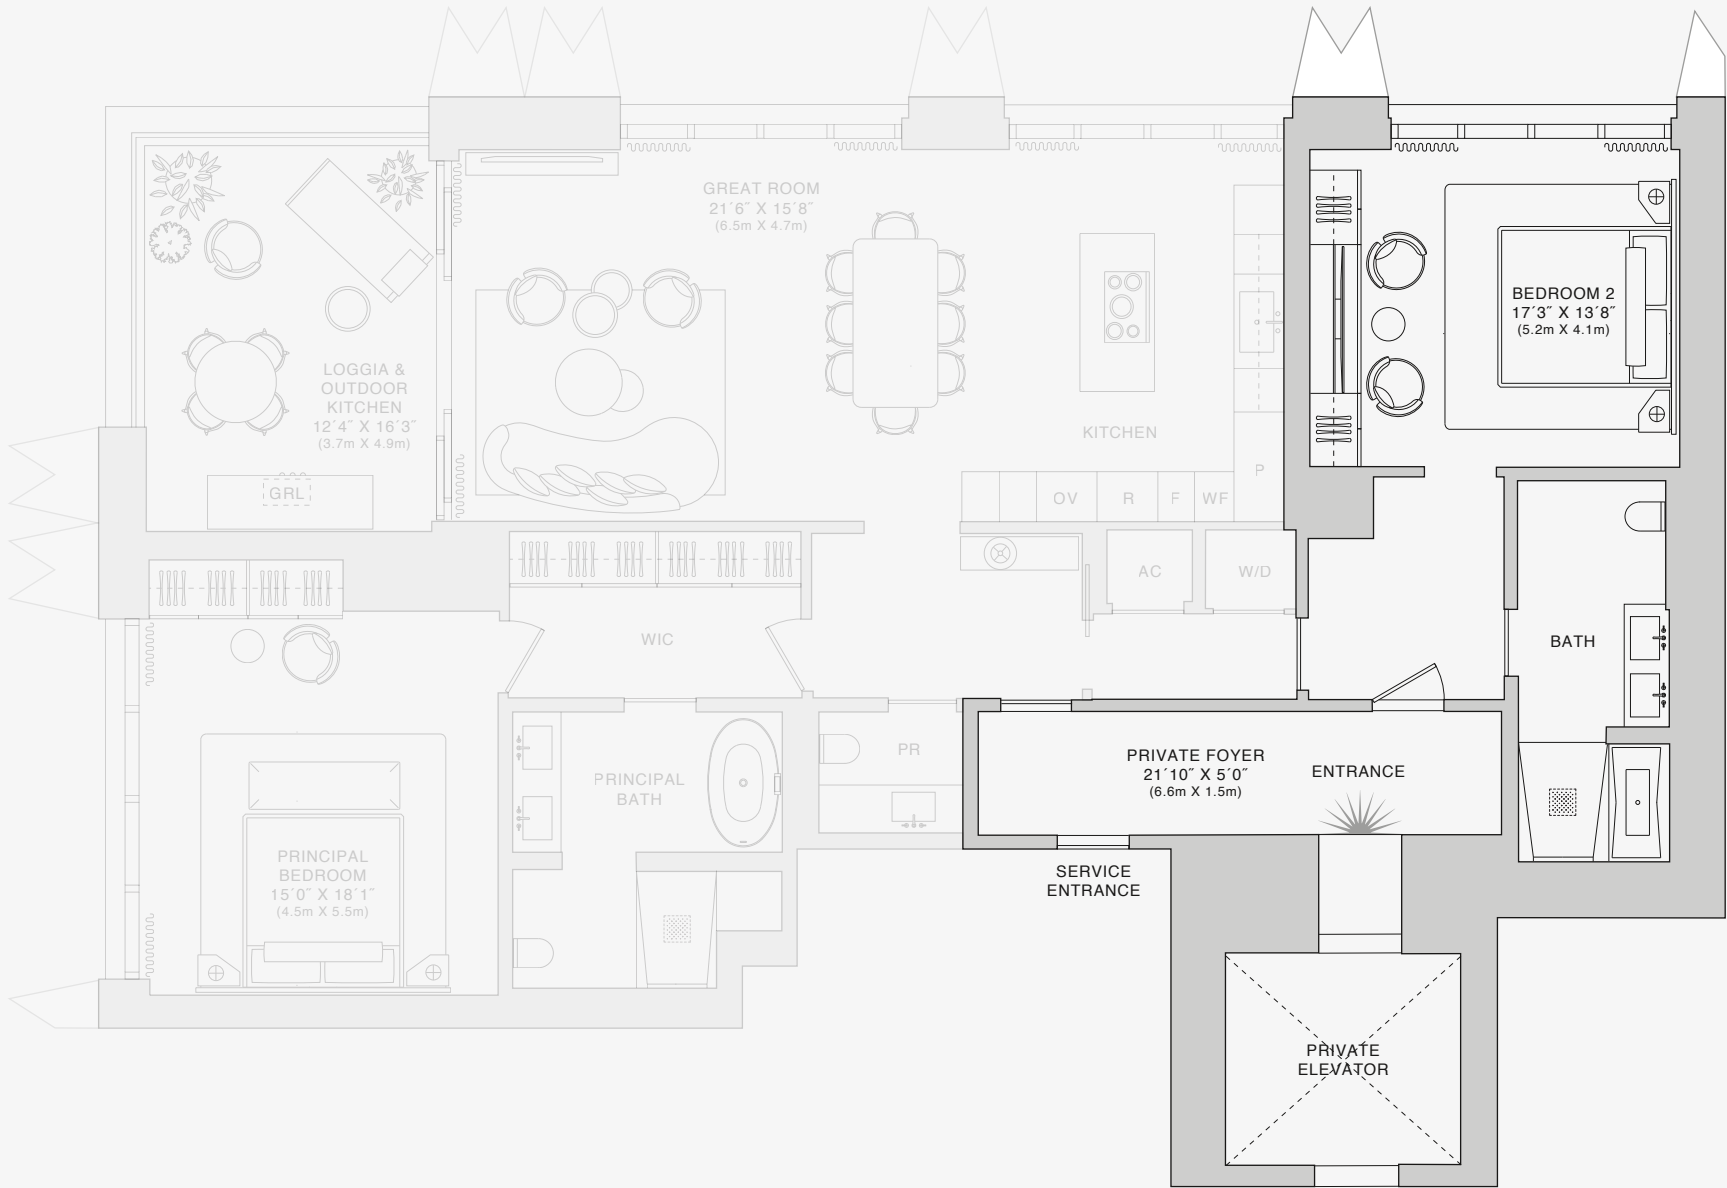 GREAT ROOM
21´6˝ X 15´8˝
(6.5m X 4.7m)
LOGGIA &
OUTDOOR
KITCHEN
12´4˝ X 16´3˝
(3.7m X 4.9m)
GRL
KITCHEN
OV
R
F
WF
P
BEDROOM 2
17´3˝ X 13´8˝
(5.2m X 4.1m)
AC
W/D
WIC
BATH
PRINCIPAL
BEDROOM
15´0˝ X 18´1˝
(4.5m X 5.5m)
PRINCIPAL
BATH
PR
PRIVATE FOYER
21´10˝ X 5´0˝
(6.6m X 1.5m)
ENTRANCE
SERVICE
ENTRANCE
PRIVATE
ELEVATOR